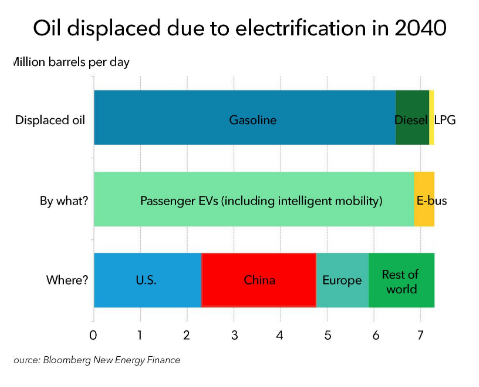 Oil displaced due to electrification in 2040
Million barrels per day
Displaced oil Gasoline Diesel LPG
By what? Passenger EVs (including intelligent mobility) E-bus
Where? U.S. China Europe Rest of
world
0 1 2 3 4 5 6 7
ource: Bloomberg New Energy Finance